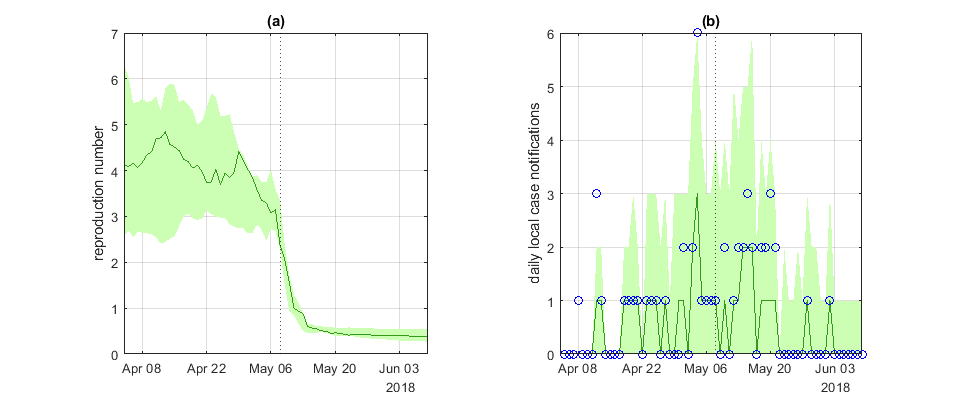 (a)
reproduction number
7
6
5
4
3
2
1
0
Apr 08
Apr 22
May 06
May 20
Jun 03
2018
(b)
daily local case notifications
6
5
4
3
2
1
0
Apr 08
Apr 22
May 06
May 20
Jun 03
2018